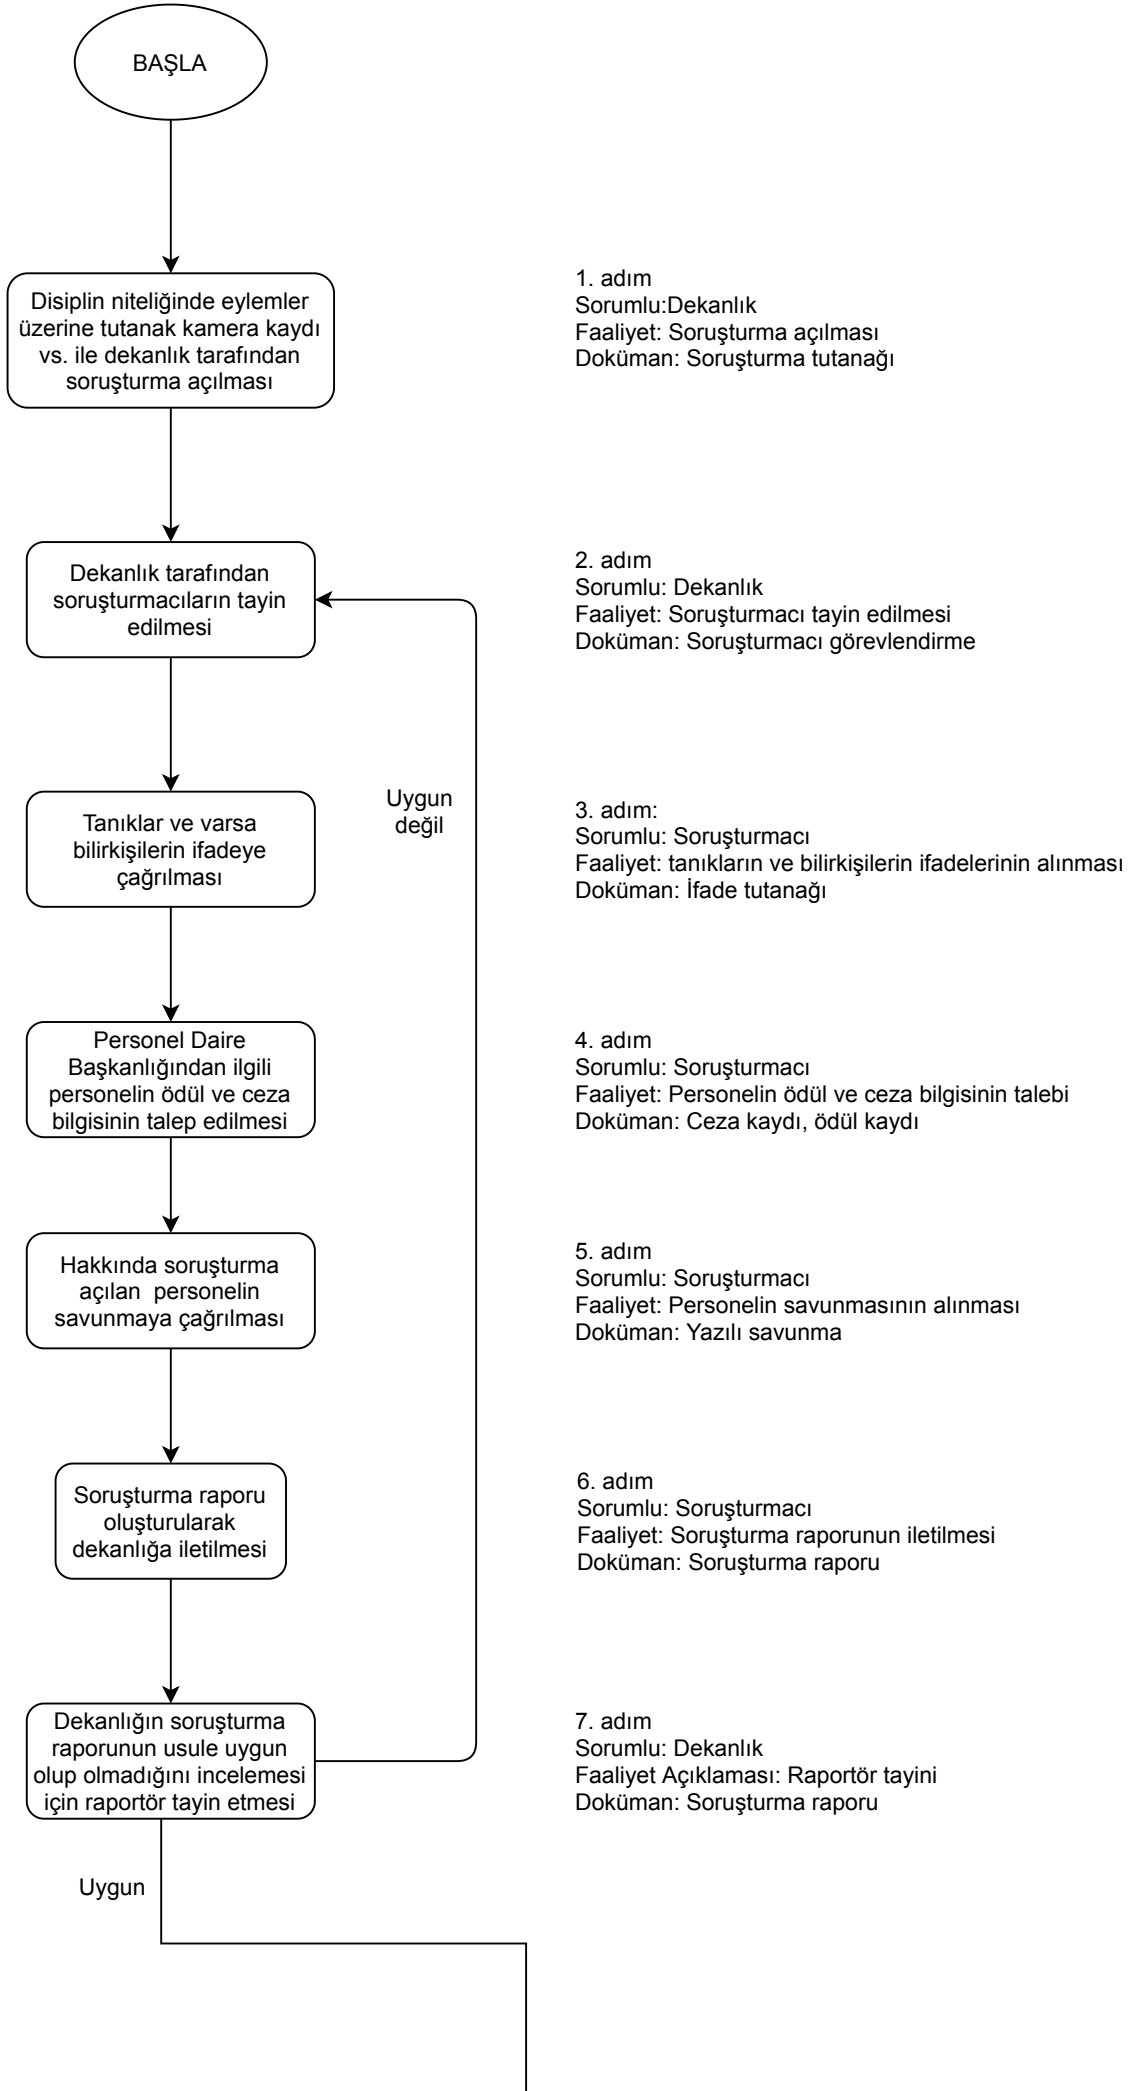 BAŞLA
Disiplin niteliğinde eylemler
üzerine tutanak kamera kaydı
vs. ile dekanlık tarafından
soruşturma açılması
1. adım
Sorumlu:Dekanlık
Faaliyet: Soruşturma açılması
Doküman: Soruşturma tutanağı
Dekanlık tarafından
soruşturmacıların tayin
edilmesi
2. adım
Sorumlu: Dekanlık
Faaliyet: Soruşturmacı tayin edilmesi
Doküman: Soruşturmacı görevlendirme
Uygun
değil
Tanıklar ve varsa
bilirkişilerin ifadeye
çağrılması
3. adım:
Sorumlu: Soruşturmacı
Faaliyet: tanıkların ve bilirkişilerin ifadelerinin alınması
Doküman: İfade tutanağı
Personel Daire
Başkanlığından ilgili
personelin ödül ve ceza
bilgisinin talep edilmesi
4. adım
Sorumlu: Soruşturmacı
Faaliyet: Personelin ödül ve ceza bilgisinin talebi
Doküman: Ceza kaydı, ödül kaydı
Hakkında soruşturma
açılan  personelin
savunmaya çağrılması
5. adım
Sorumlu: Soruşturmacı
Faaliyet: Personelin savunmasının alınması
Doküman: Yazılı savunma
Soruşturma raporu
oluşturularak
dekanlığa iletilmesi
6. adım
Sorumlu: Soruşturmacı
Faaliyet: Soruşturma raporunun iletilmesi
Doküman: Soruşturma raporu
Dekanlığın soruşturma
raporunun usule uygun
olup olmadığını incelemesi
için raportör tayin etmesi
7. adım
Sorumlu: Dekanlık
Faaliyet Açıklaması: Raportör tayini
Doküman: Soruşturma raporu
Uygun